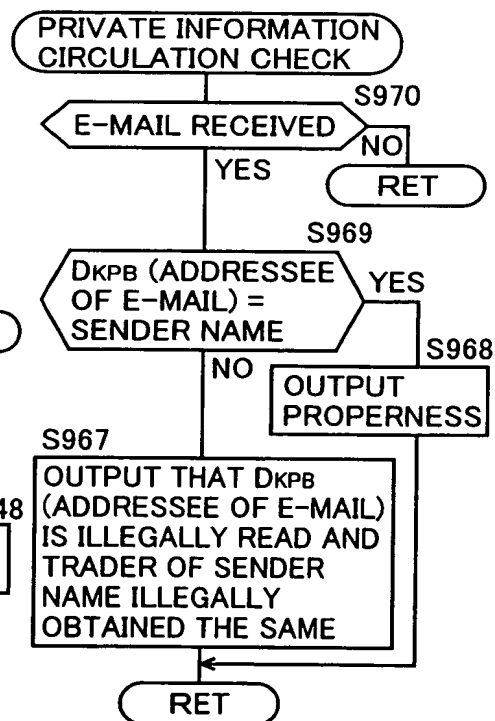 PRIVATE INFORMATION
CIRCULATION CHECK
S970
E-MAIL RECEIVED
NO
YES
RET
S969
DKPB (ADDRESSEE
OF E-MAIL) =
SENDER NAME
YES
NO
S968
OUTPUT
PROPERNESS
S967
48
OUTPUT THAT DKPB
(ADDRESSEE OF E-MAIL)
IS ILLEGALLY READ AND
TRADER OF SENDER
NAME ILLEGALLY
OBTAINED THE SAME
RET